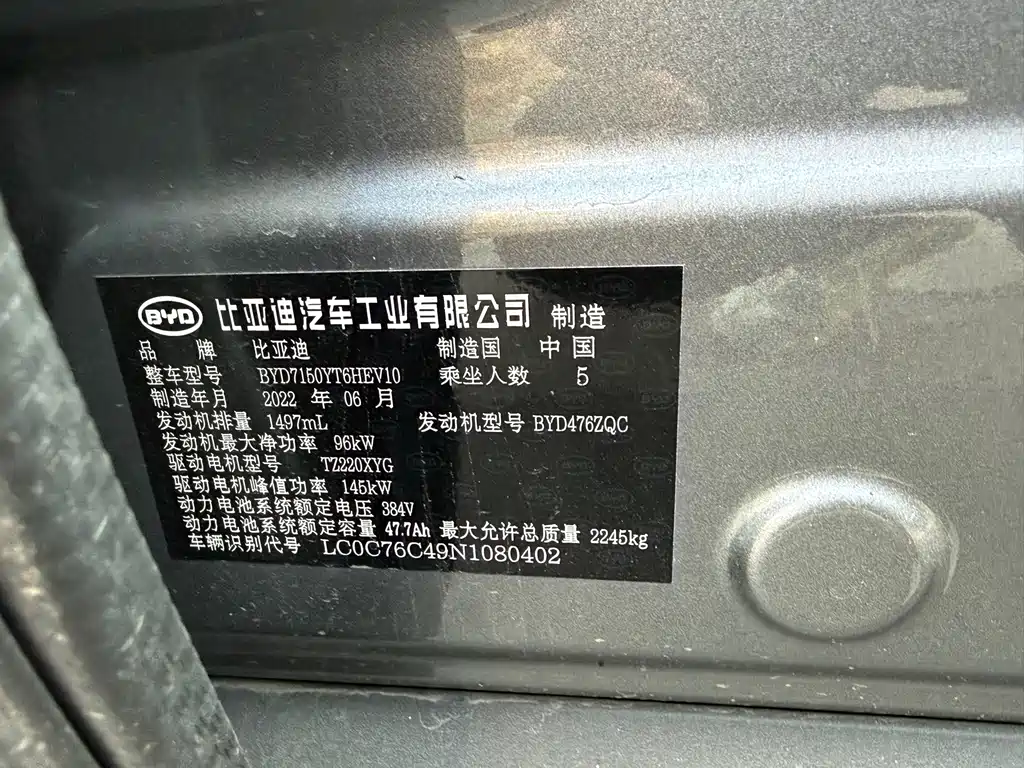 BYD 比亚迪汽车工业有限公司 制造
品 牌 比亚迪 制造国 中 国
整车型号 BYD7150YT6HEV10 乘坐人数 5
制造年月 2022 年 06 月
发动机排量 1497mL 发动机型号 BYD476ZQC
发动机最大净功率 96kW
驱动电机型号 TZ220XYG
驱动电机峰值功率 145kW
动力电池系统额定电压 384V
动力电池系统额定容量 47.7Ah 最大允许总质量 2245kg
车辆识别代号 LC0C76C49N1080402